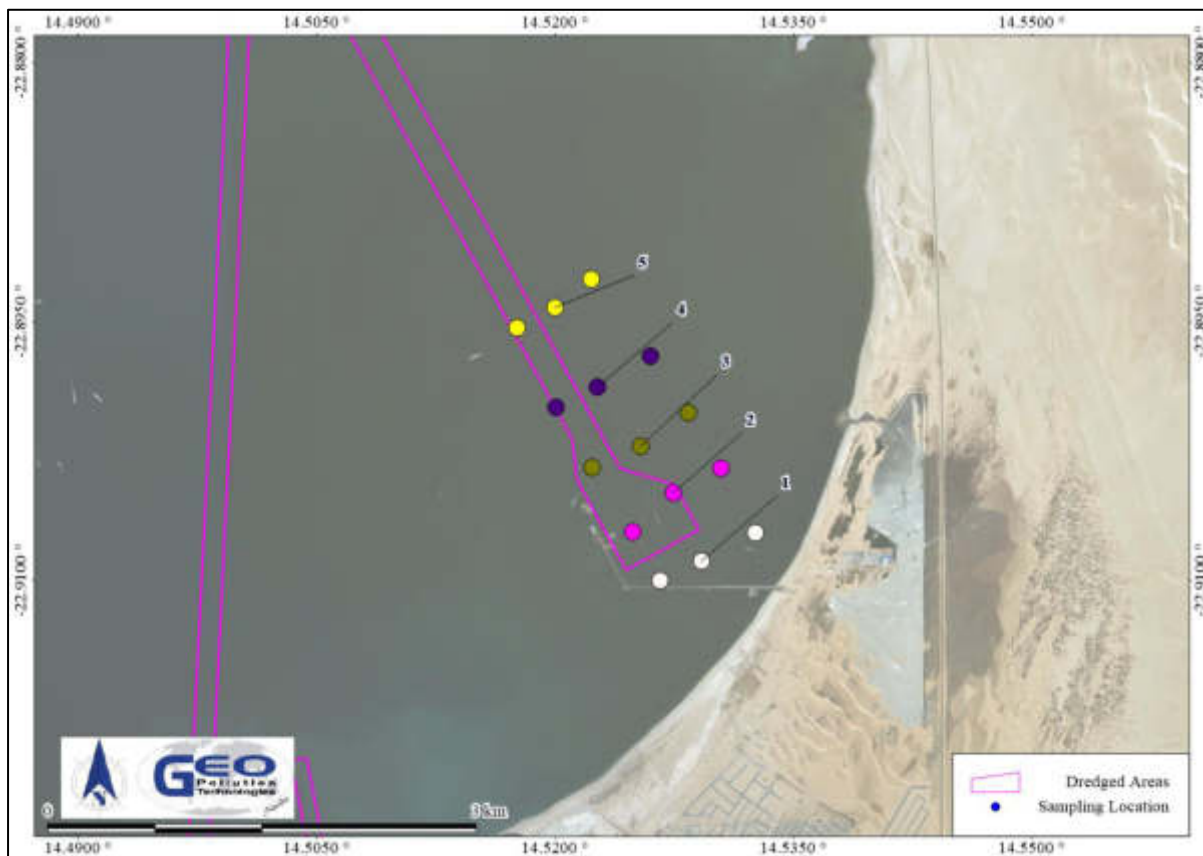 14.4900 ° 14.5050 ° 14.5200 ° 14.5350 ° 14.5500 °
-22.8800 ° -22.8800 °
5
4
-22.8950 ° -22.8950 °
3
2
1
-22.9100 ° -22.9100 °
GEO
Pollution
Technologies
Dredged Areas
0 3 km
Sampling Location
14.4900 ° 14.5050 ° 14.5200 ° 14.5350 ° 14.5500 °